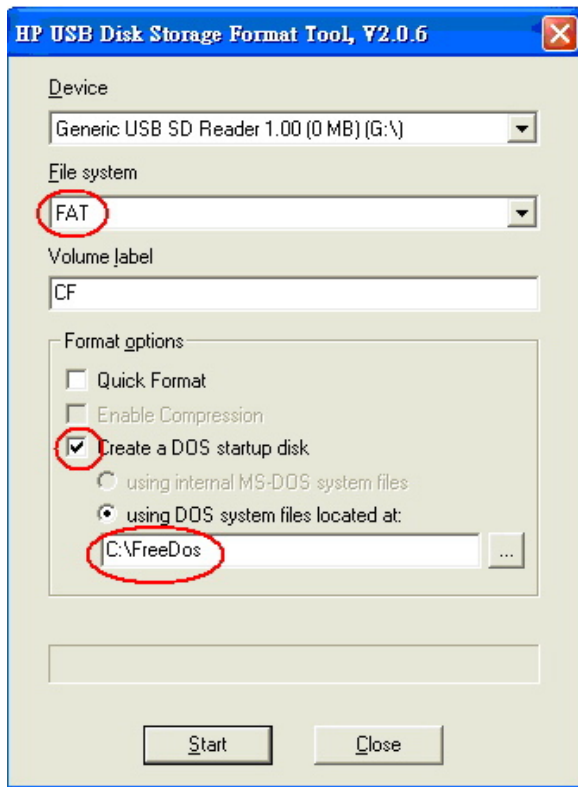 HP USB Disk Storage Format Tool, V2.0.6
Device
Generic USB SD Reader 1.00 (0 MB) (G:\)
File system
FAT
Volume label
CF
Format options
Quick Format
Enable Compression
Create a DOS startup disk
using internal MS-DOS system files
using DOS system files located at:
C:\FreeDos
...
Start Close